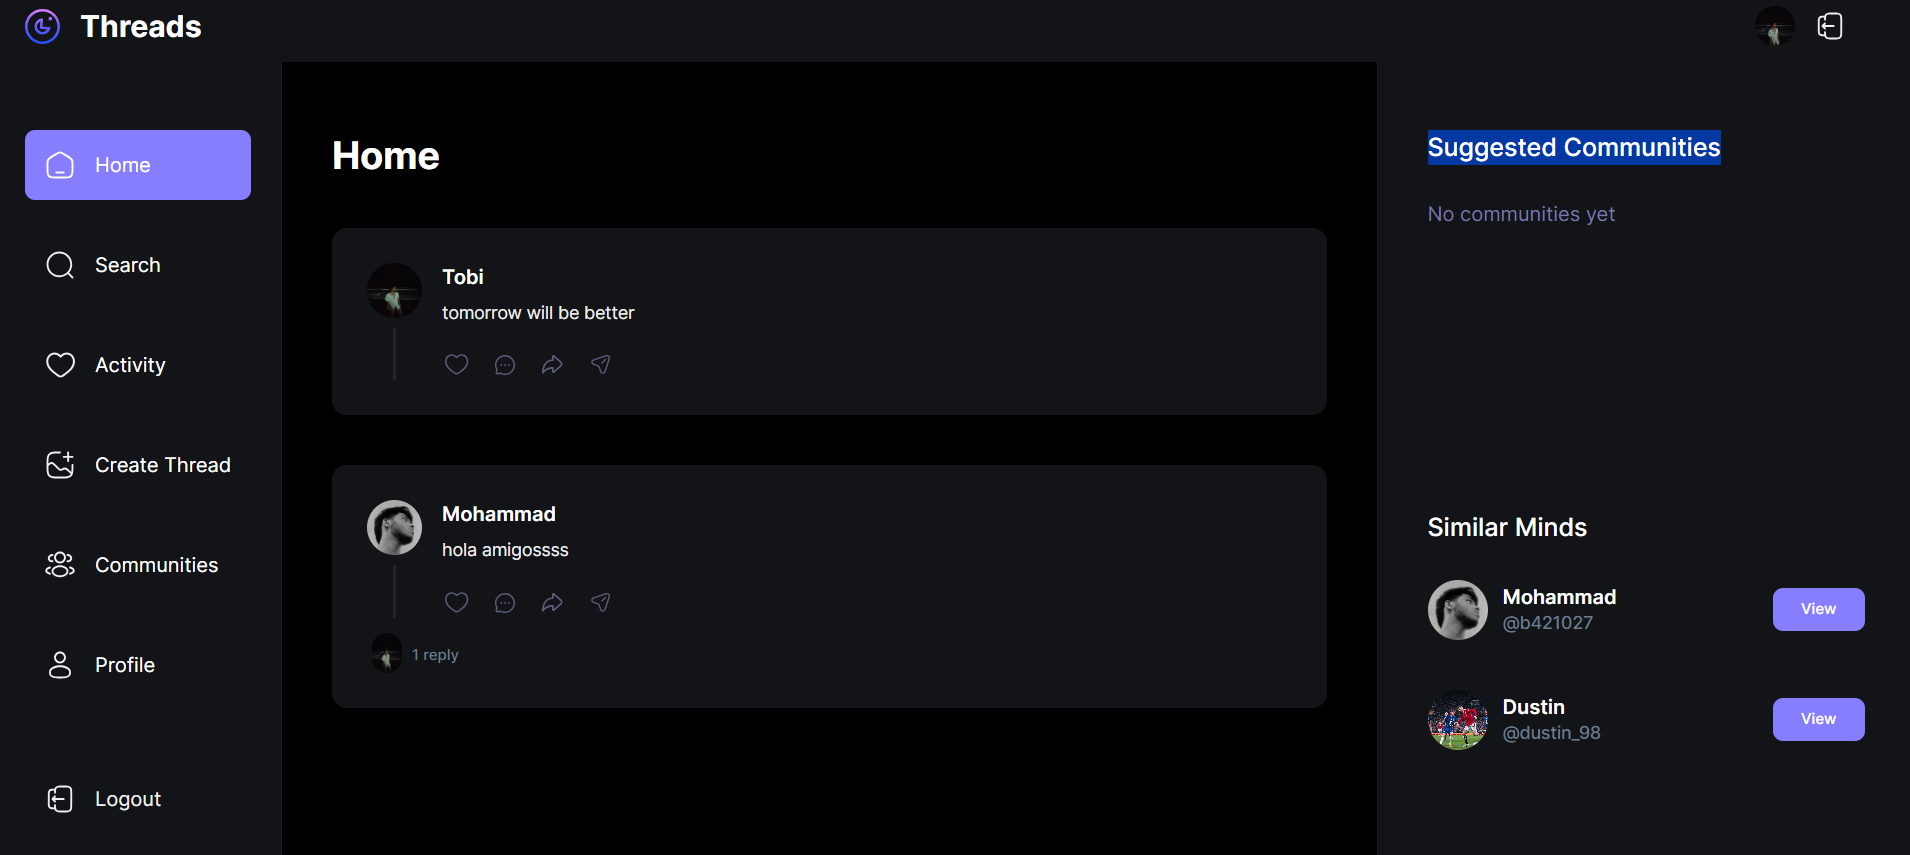 Threads
Home
Search
Activity
Create Thread
Communities
Profile
Logout
Home
Tobi
tomorrow will be better
Mohammad
hola amigossss
1 reply
Suggested Communities
No communities yet
Similar Minds
Mohammad
@b421027
View
Dustin
@dustin_98
View